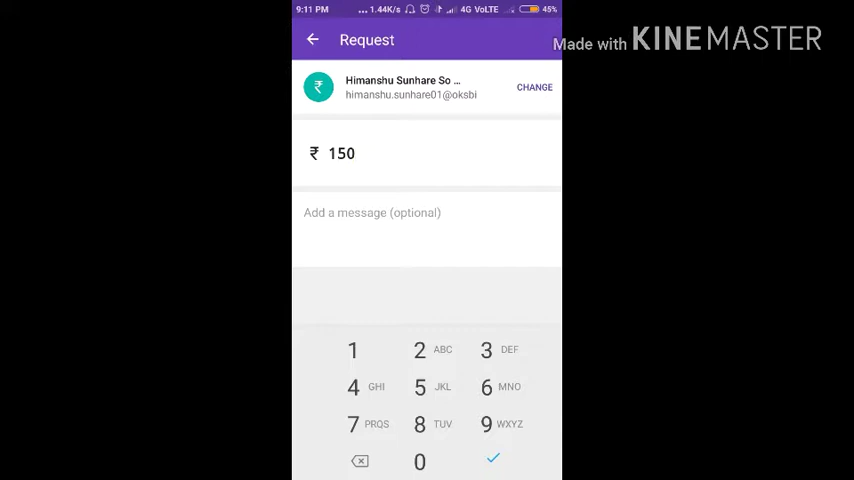 9:11 PM ... 1.44K/s 4G VoLTE 45%
Made with KINEMASTER
Request
Himanshu Sunhare So ...
himanshu.sunhare01@oksbi
CHANGE
₹
₹ 150
Add a message (optional)
1 2 ABC 3 DEF
4 GHI 5 JKL 6 MNO
7 PRQS 8 TUV 9 WXYZ
0